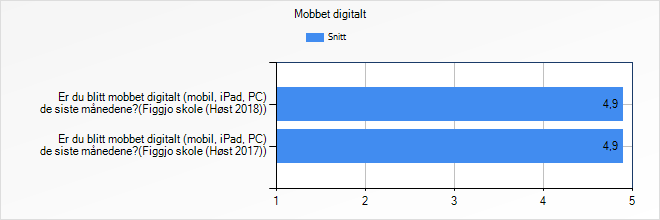 Mobbet digitalt
Snitt
Er du blitt mobbet digitalt (mobil, iPad, PC)
de siste månedene?(Figgjo skole (Høst 2018))
4,9
Er du blitt mobbet digitalt (mobil, iPad, PC)
de siste månedene?(Figgjo skole (Høst 2017))
4,9
1 2 3 4 5